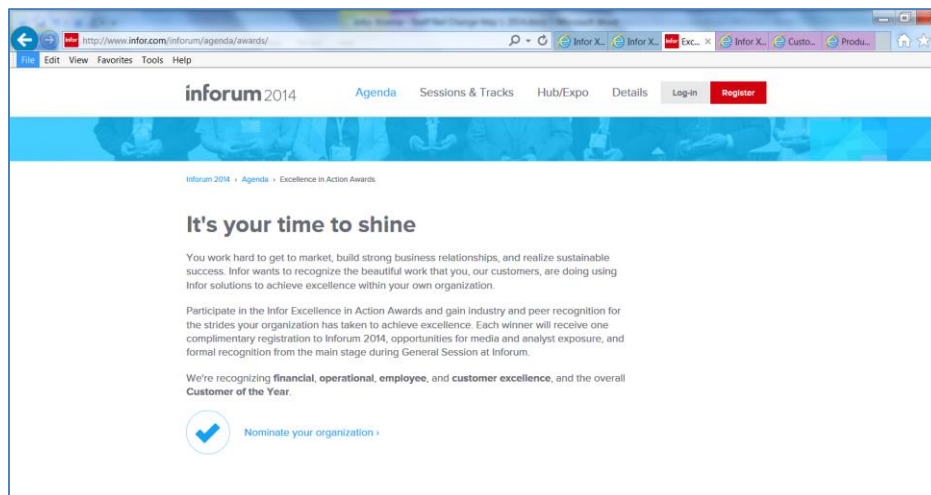 http://www.infor.com/inforum/agenda/awards/
Infor X...
Infor X...
infor Exc...
Infor X...
Custo...
Produ...
File Edit View Favorites Tools Help
inforum2014 Agenda Sessions & Tracks Hub/Expo Details Log-in Register
Inforum 2014 › Agenda › Excellence in Action Awards
It's your time to shine
You work hard to get to market, build strong business relationships, and realize sustainable
success. Infor wants to recognize the beautiful work that you, our customers, are doing using
Infor solutions to achieve excellence within your own organization.
Participate in the Infor Excellence in Action Awards and gain industry and peer recognition for
the strides your organization has taken to achieve excellence. Each winner will receive one
complimentary registration to Inforum 2014, opportunities for media and analyst exposure, and
formal recognition from the main stage during General Session at Inforum.
We're recognizing financial, operational, employee, and customer excellence, and the overall
Customer of the Year.
Nominate your organization ›